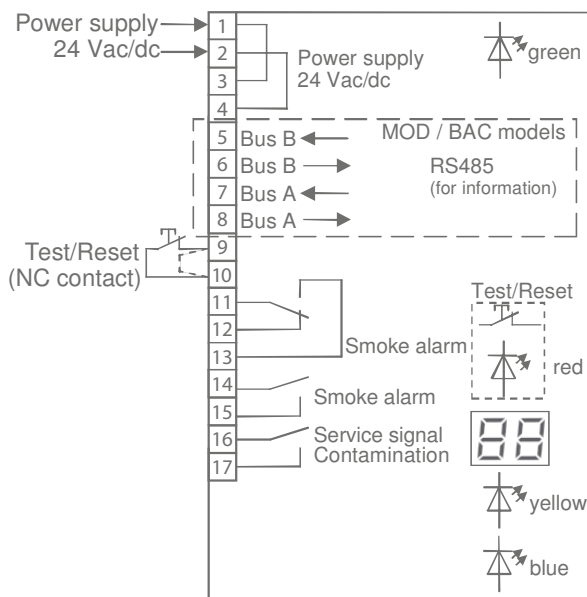 Power supply
24 Vac/dc
1
2
3
4
Power supply
24 Vac/dc
green
5
6
7
8
Bus B
Bus B
Bus A
Bus A
MOD / BAC models
RS485
(for information)
Test/Reset
(NC contact)
9
10
11
12
13
Smoke alarm
14
15
Smoke alarm
16
17
Service signal
Contamination
Test/Reset
red
88
yellow
blue